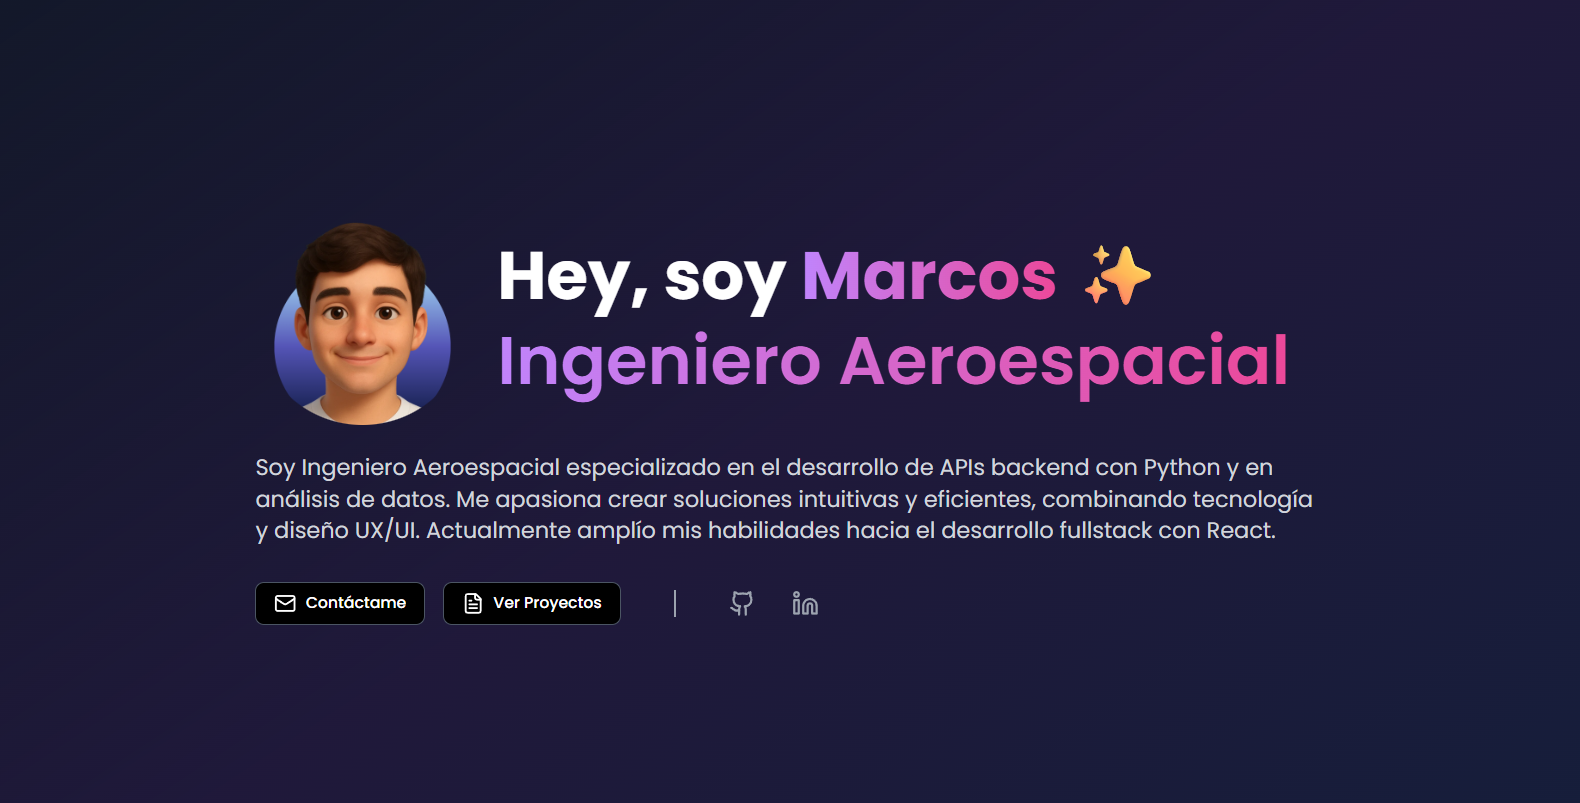 Hey, soy Marcos ✨
Ingeniero Aeroespacial
Soy Ingeniero Aeroespacial especializado en el desarrollo de APIs backend con Python y en
análisis de datos. Me apasiona crear soluciones intuitivas y eficientes, combinando tecnología
y diseño UX/UI. Actualmente amplío mis habilidades hacia el desarrollo fullstack con React.
Contáctame
Ver Proyectos